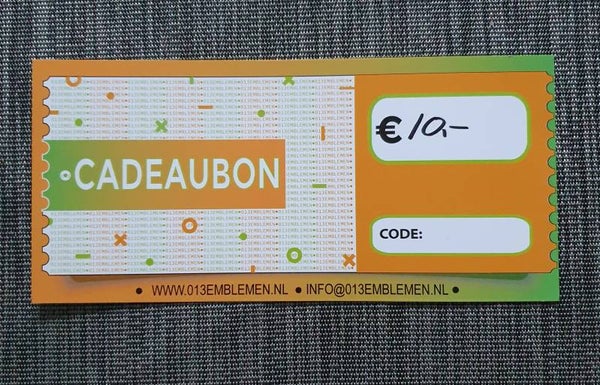 CADEAUBON
€ 10,-
CODE:
• WWW.013EMBLEMEN.NL • INFO@013EMBLEMEN.NL •